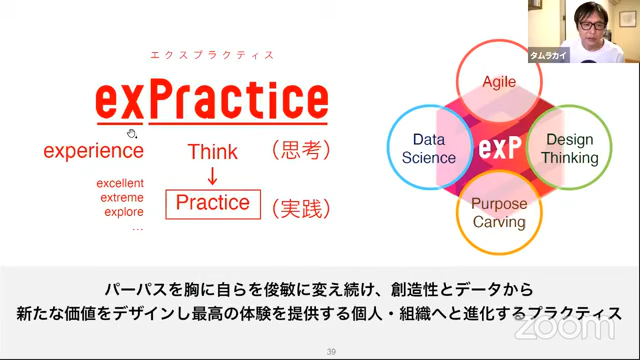 エクスプラクティス
exPractice
experience
excellent
extreme
explore
...
Think （思考）
↓
Practice （実践）
Agile
Data
Science
exP
Design
Thinking
Purpose
Carving
パーパスを胸に自らを俊敏に変え続け、創造性とデータから
新たな価値をデザインし最高の体験を提供する個人・組織へと進化するプラクティス
39
タムラカイ
zoom